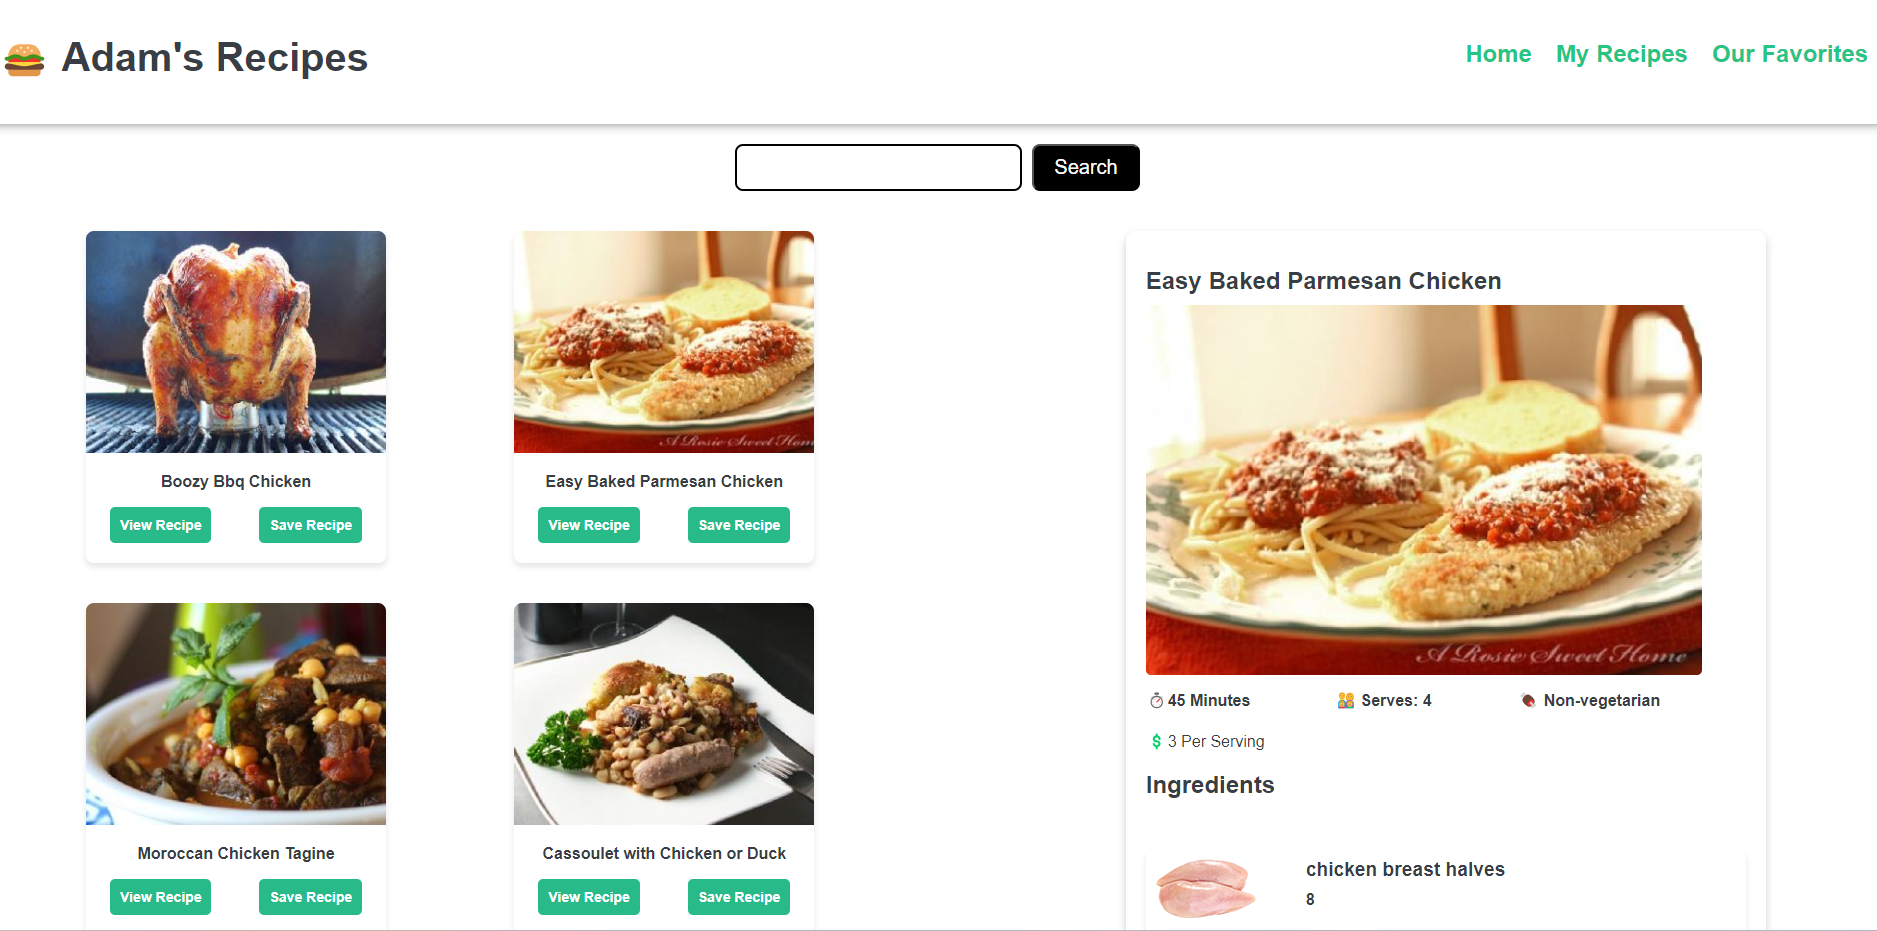 Adam's Recipes
Home My Recipes Our Favorites
Search
Boozy Bbq Chicken
View Recipe Save Recipe
A Rosie Sweet Hom
Easy Baked Parmesan Chicken
View Recipe Save Recipe
Moroccan Chicken Tagine
View Recipe Save Recipe
Cassoulet with Chicken or Duck
View Recipe Save Recipe
Easy Baked Parmesan Chicken
A Rosie Sweet Home
45 Minutes Serves: 4 Non-vegetarian
$ 3 Per Serving
Ingredients
chicken breast halves
8